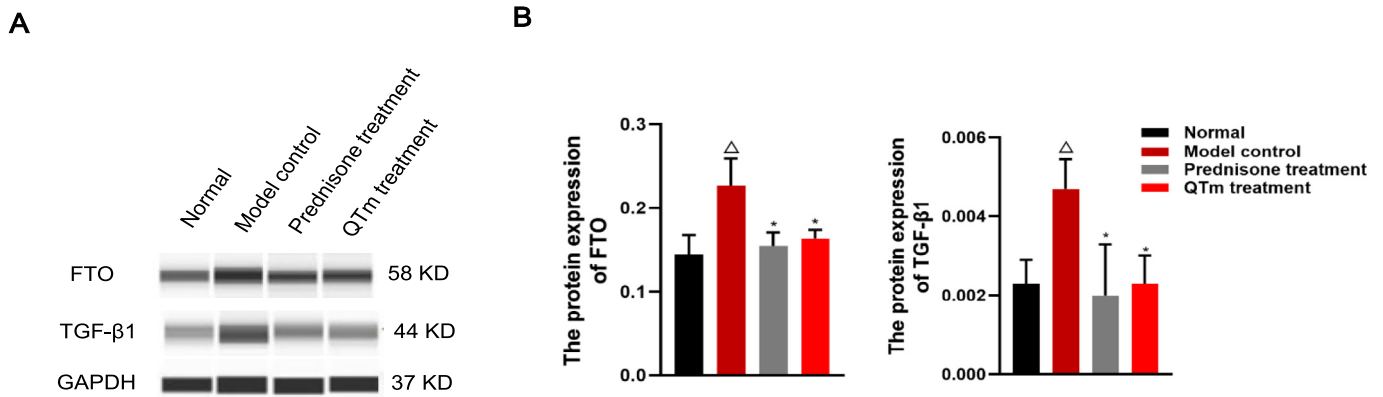 A
Normal
Model control
Prednisone treatment
QTm treatment
FTO
58 KD
TGF-β1
44 KD
GAPDH
37 KD
B
The protein expression
of FTO
0.3
0.2
0.1
0.0
△
*
*
The protein expression
of TGF-β1
0.006
0.004
0.002
0.000
△
*
*
Normal
Model control
Prednisone treatment
QTm treatment